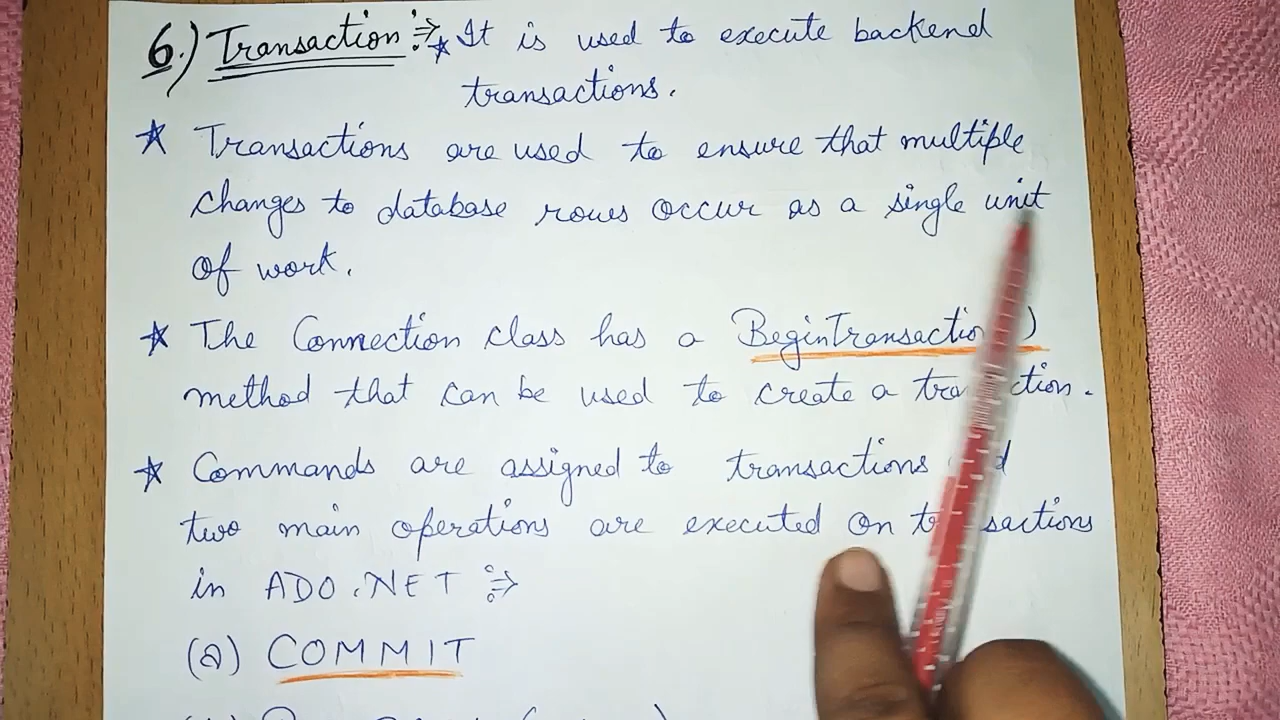 6.) Transaction :⇒ * It is used to execute backend
transactions.
* Transactions are used to ensure that multiple
changes to database rows occur as a single unit
of work.
* The Connection class has a BeginTransactio )
method that can be used to create a tra ction.
* Commands are assigned to transactions d
two main operations are executed on t sactions
in ADO.NET :⇒
(a) COMMIT